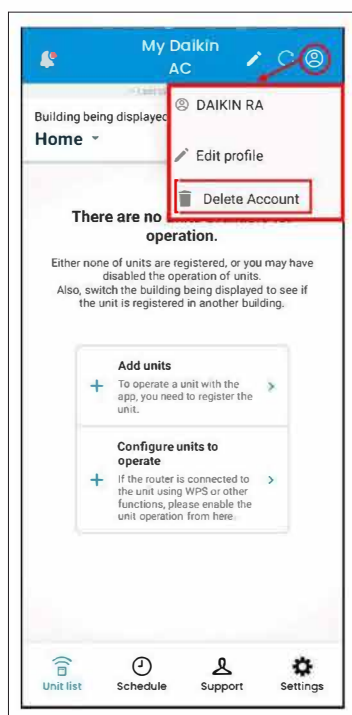 My Daikin
AC
DAIKIN RA
Edit profile
Delete Account
Building being displayed
Home
There are no
operation.
Either none of units are registered, or you may have
disabled the operation of units.
Also, switch the building being displayed to see if
the unit is registered in another building.
Add units
To operate a unit with the
app, you need to register the
unit.
Configure units to
operate
If the router is connected to
the unit using WPS or other
functions, please enable the
unit operation from here.
Unit list
Schedule
Support
Settings